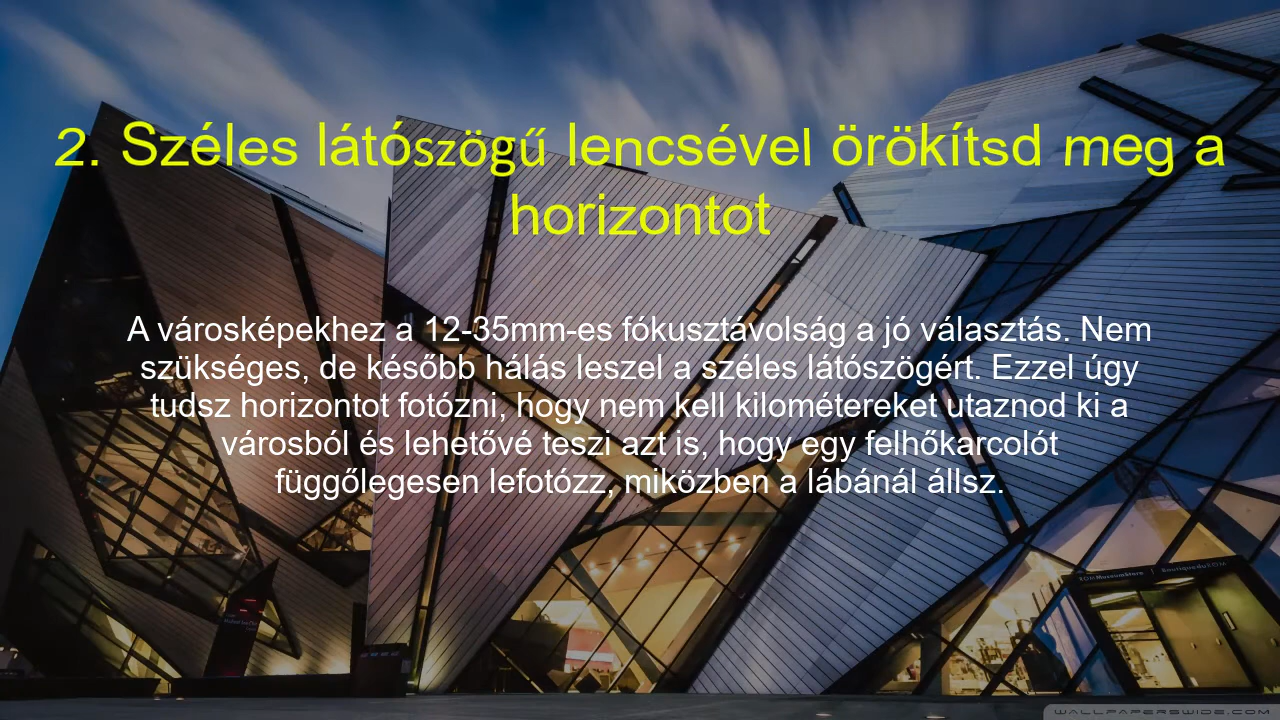 2. Széles látószögű lencsével örökítsd meg a
horizontot
A városképekhez a 12-35mm-es fókusztávolság a jó választás. Nem
szükséges, de később hálás leszel a széles látószögért. Ezzel úgy
tudsz horizontot fotózni, hogy nem kell kilométereket utaznod ki a
városból és lehetővé teszi azt is, hogy egy felhőkarcolót
függőlegesen lefotózz, miközben a lábánál állsz.
ROMMuseumStore | BoutiqueduROM
WALLPAPERSWIDE.COM